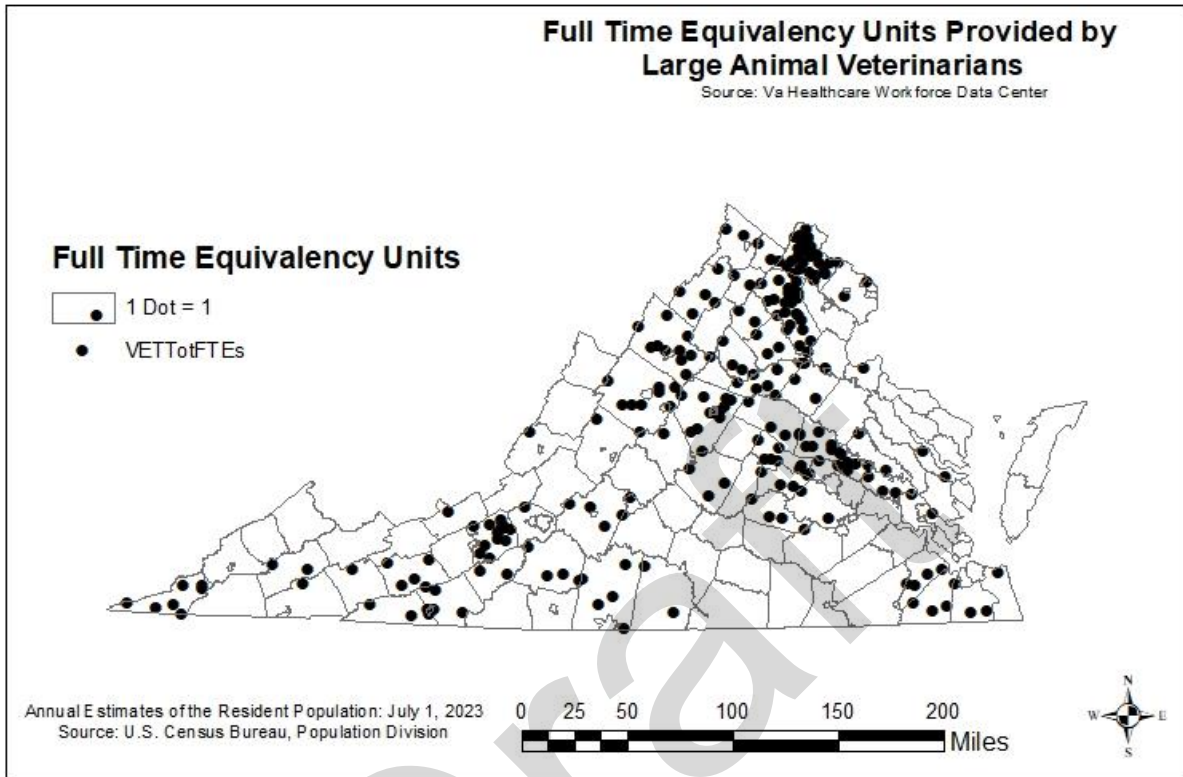 Full Time Equivalency Units Provided by
Large Animal Veterinarians
Source: Va Healthcare Workforce Data Center
Full Time Equivalency Units
1 Dot = 1
VETTotFTEs
Annual Estimates of the Resident Population: July 1, 2023
Source: U.S. Census Bureau, Population Division
0 25 50 100 150 200
Miles
N
W E
S
Draft